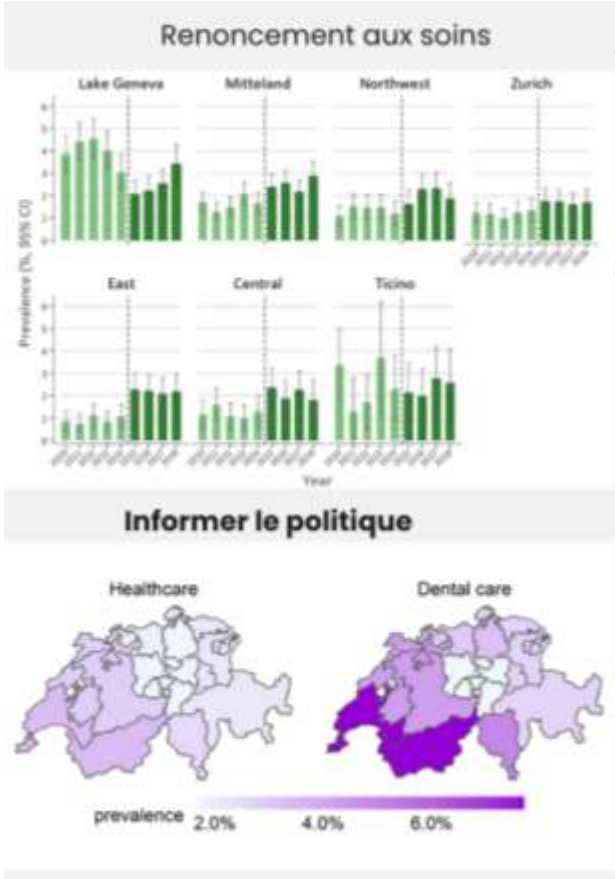 Renoncement aux soins
Lake Geneva Mitteland Northwest Zurich
Prevalence (%, 95% CI)
East Central Ticino
Year
Informer le politique
Healthcare Dental care
prevalence 2.0% 4.0% 6.0%